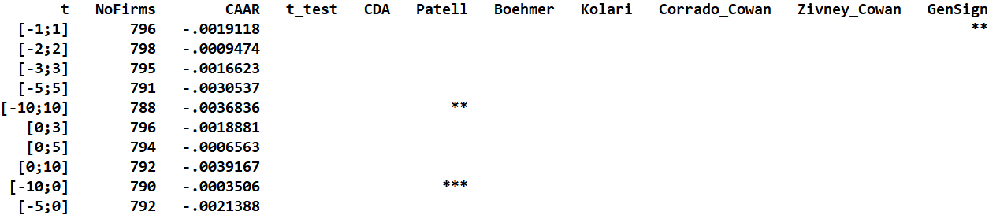 t NoFirms CAAR t_test CDA Patell Boehmer Kolari Corrado_Cowan Zivney_Cowan GenSign
[-1;1] 796 -.0019118 **
[-2;2] 798 -.0009474
[-3;3] 795 -.0016623
[-5;5] 791 -.0030537
[-10;10] 788 -.0036836 **
[0;3] 796 -.0018881
[0;5] 794 -.0006563
[0;10] 792 -.0039167
[-10;0] 790 -.0003506 ***
[-5;0] 792 -.0021388